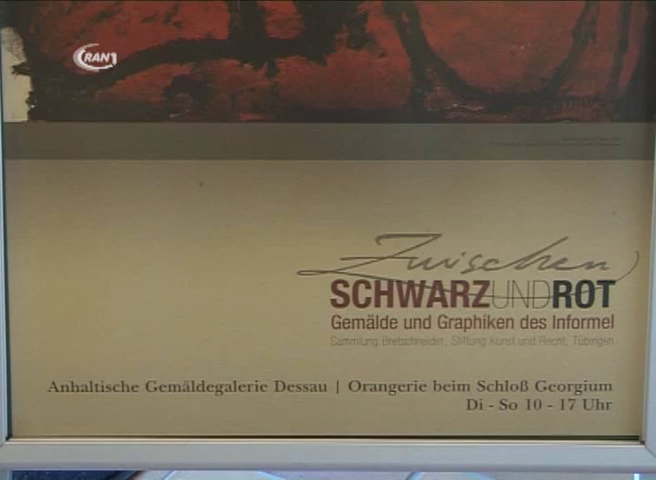 RAN1
Zwischen
SCHWARZUNDROT
Gemälde und Graphiken des Informel
Sammlung Bretschneider, Stiftung Kunst und Recht, Tübingen
Anhaltische Gemäldegalerie Dessau | Orangerie beim Schloß Georgium
Di - So 10 - 17 Uhr